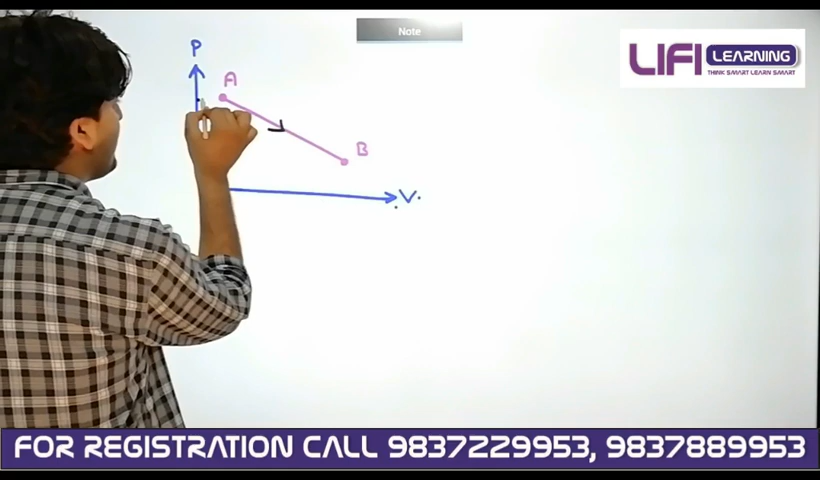 Note
P
A
B
V
LIFI LEARNING
THINK SMART LEARN SMART
FOR REGISTRATION CALL 9837229953, 9837889953